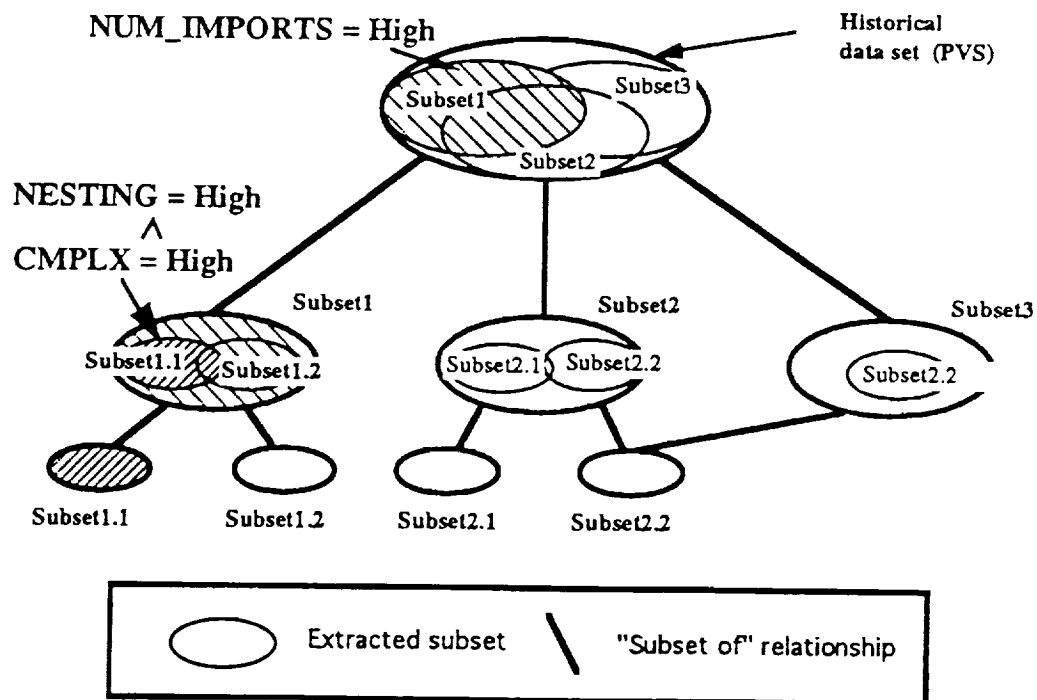 NUM_IMPORTS = High
Historical
data set (PVS)
Subset1
Subset3
Subset2
NESTING = High
^
CMPLX = High
Subset1
Subset2
Subset3
Subset1.1
Subset1.2
Subset2.1
Subset2.2
Subset2.2
Subset1.1
Subset1.2
Subset2.1
Subset2.2
Extracted subset
"Subset of" relationship